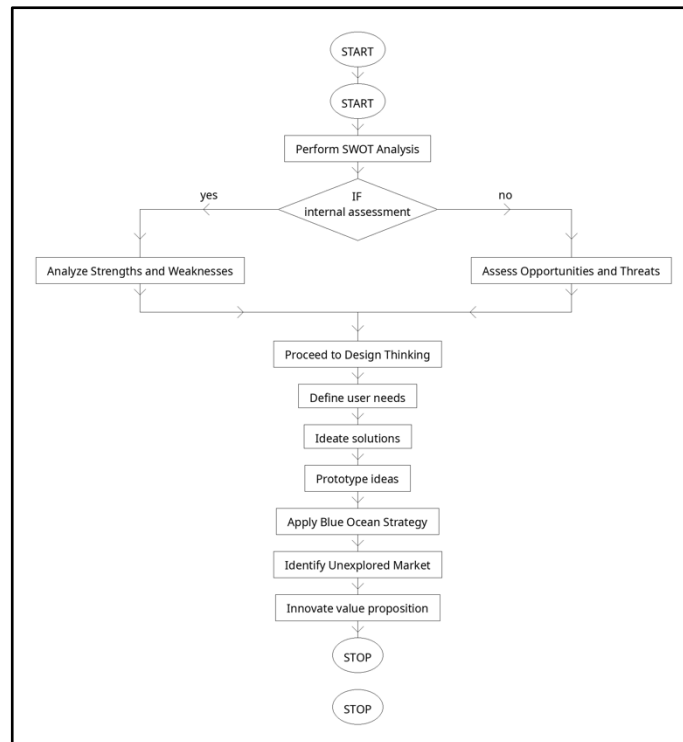 START
START
Perform SWOT Analysis
yes
IF
internal assessment
no
Analyze Strengths and Weaknesses
Assess Opportunities and Threats
Proceed to Design Thinking
Define user needs
Ideate solutions
Prototype ideas
Apply Blue Ocean Strategy
Identify Unexplored Market
Innovate value proposition
STOP
STOP